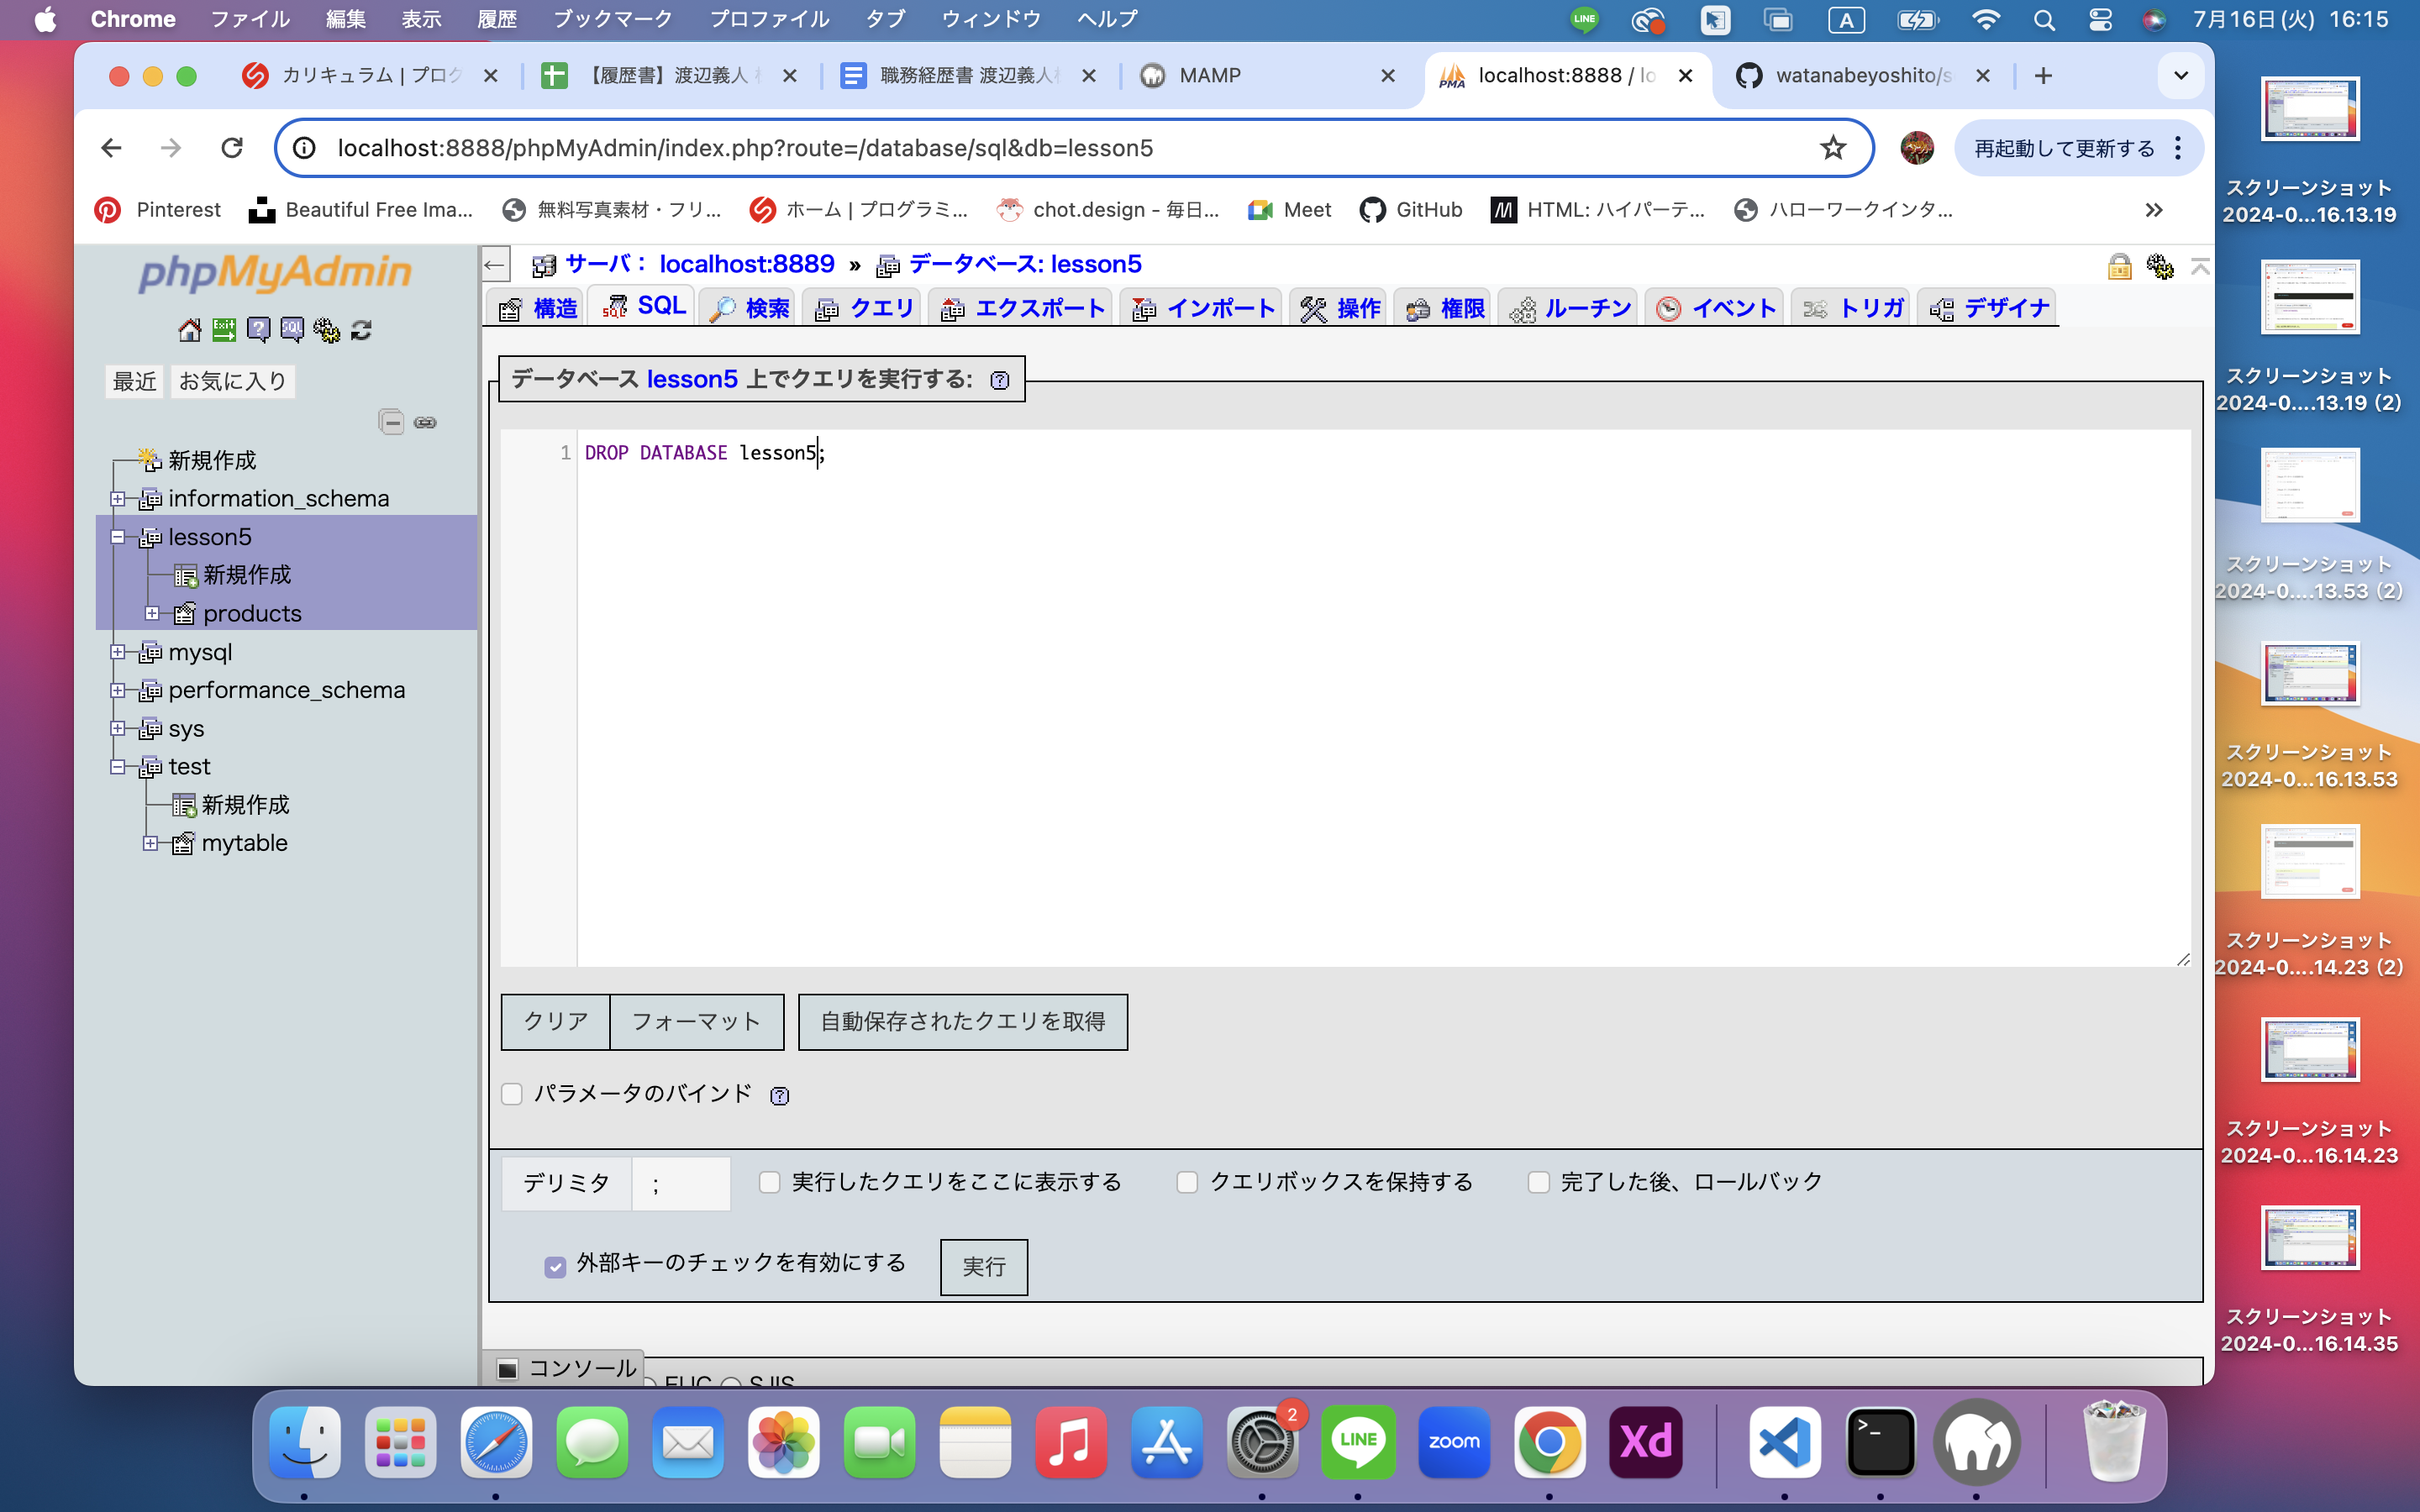 Chrome ファイル 編集 表示 履歴 ブックマーク プロファイル タブ ウィンドウ ヘルプ LINE A 7月16日(火) 16:15
カリキュラム | プログ
【履歴書】渡辺義人
職務経歴書 渡辺義人
MAMP
PMA localhost:8888 / lo
watanabeyoshito/s
localhost:8888/phpMyAdmin/index.php?route=/database/sql&db=lesson5
再起動して更新する
Pinterest
Beautiful Free Ima...
無料写真素材・フリ...
ホーム | プログラミ...
chot.design - 毎日...
Meet
GitHub
HTML: ハイパーテ...
ハローワークインタ...
phpMyAdmin
最近 お気に入り
新規作成
information_schema
lesson5
新規作成
products
mysql
performance_schema
sys
test
新規作成
mytable
サーバ: localhost:8889 » データベース: lesson5
構造 SQL 検索 クエリ エクスポート インポート 操作 権限 ルーチン イベント トリガ デザイナ
データベース lesson5 上でクエリを実行する:
1 DROP DATABASE lesson5;
クリア フォーマット 自動保存されたクエリを取得
パラメータのバインド
デリミタ ; 実行したクエリをここに表示する クエリボックスを保持する 完了した後、ロールバック
外部キーのチェックを有効にする 実行
コンソール
スクリーンショット
2024-0...16.13.19
スクリーンショット
2024-0....13.19 (2)
スクリーンショット
2024-0....13.53 (2)
スクリーンショット
2024-0...16.13.53
スクリーンショット
2024-0....14.23 (2)
スクリーンショット
2024-0...16.14.23
スクリーンショット
2024-0...16.14.35
2
LINE
zoom
Xd